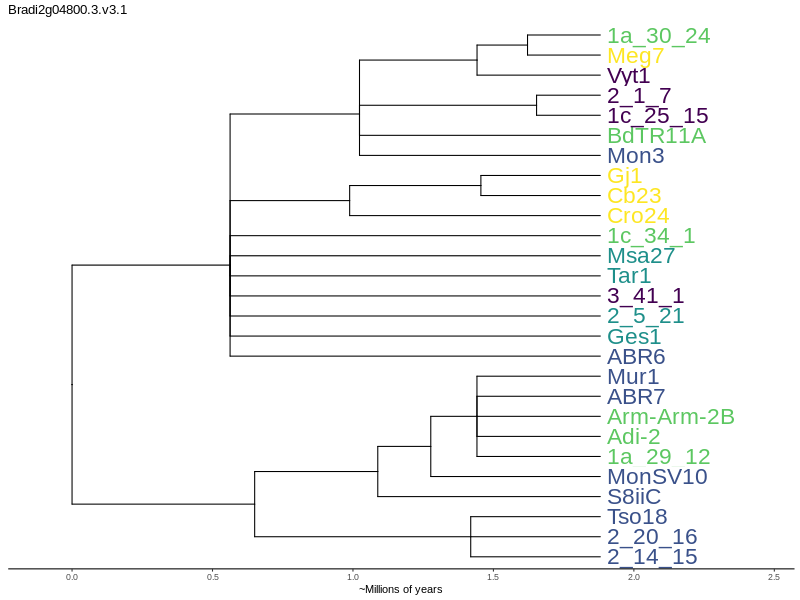 Bradi2g04800.3.v3.1
1a_30_24
Meg7
Vyt1
2_1_7
1c_25_15
BdTR11A
Mon3
Gj1
Cb23
Cro24
1c_34_1
Msa27
Tar1
3_41_1
2_5_21
Ges1
ABR6
Mur1
ABR7
Arm-Arm-2B
Adi-2
1a_29_12
MonSV10
S8iiC
Tso18
2_20_16
2_14_15
0.0 0.5 1.0 1.5 2.0 2.5
~Millions of years